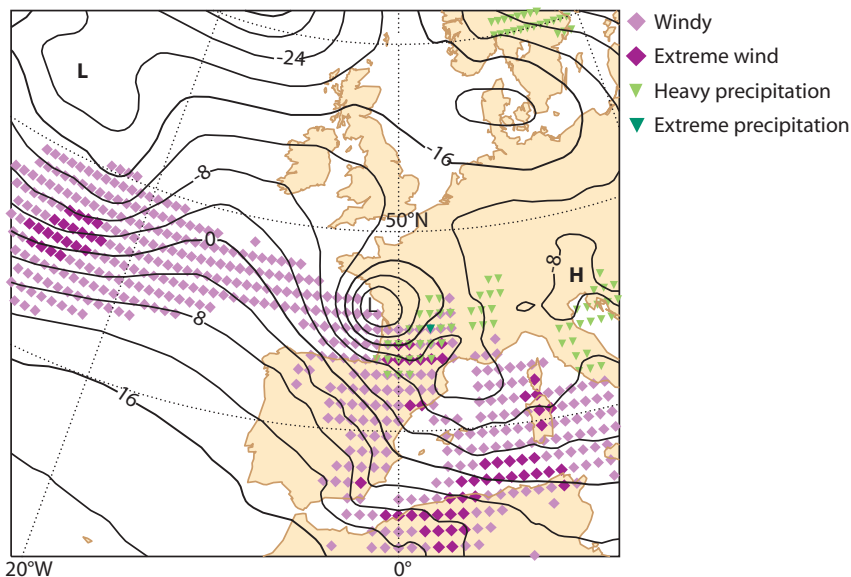 Windy
Extreme wind
Heavy precipitation
Extreme precipitation
L
-24
-16
-8
50°N
0
-8
H
L
8
16
20°W
0°